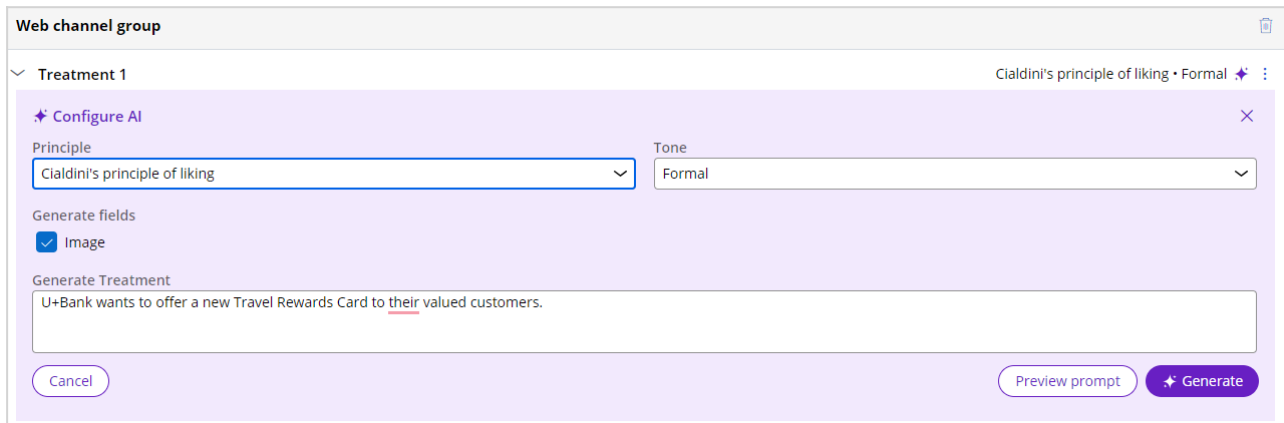 Web channel group
Treatment 1
Cialdini's principle of liking • Formal
Configure AI
Principle
Tone
Cialdini's principle of liking
Formal
Generate fields
Image
Generate Treatment
U+Bank wants to offer a new Travel Rewards Card to their valued customers.
Cancel
Preview prompt
Generate